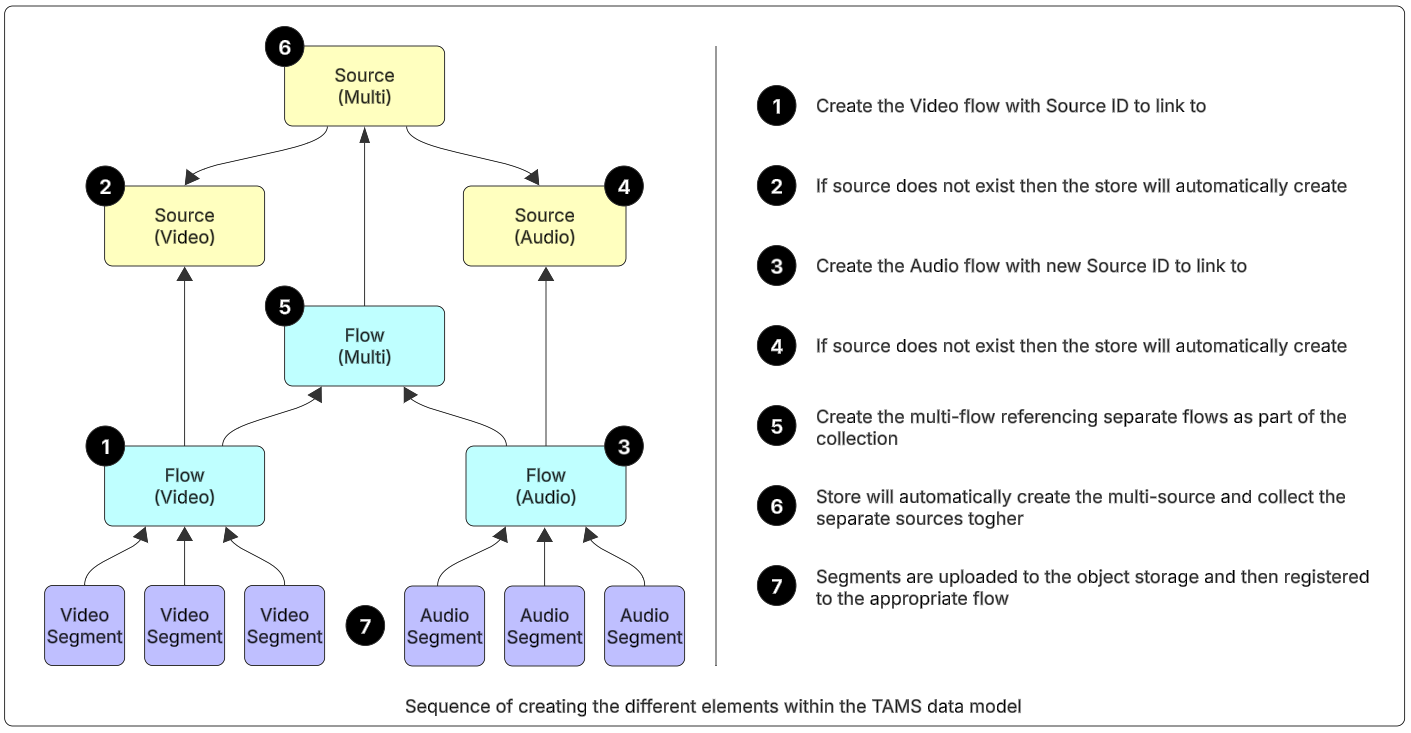 6
Source
(Multi)
2
Source
(Video)
4
Source
(Audio)
5
Flow
(Multi)
1
Flow
(Video)
3
Flow
(Audio)
Video
Segment
Video
Segment
Video
Segment
7
Audio
Segment
Audio
Segment
Audio
Segment
1 Create the Video flow with Source ID to link to
2 If source does not exist then the store will automatically create
3 Create the Audio flow with new Source ID to link to
4 If source does not exist then the store will automatically create
5 Create the multi-flow referencing separate flows as part of the
collection
6 Store will automatically create the multi-source and collect the
separate sources togher
7 Segments are uploaded to the object storage and then registered
to the appropriate flow
Sequence of creating the different elements within the TAMS data model